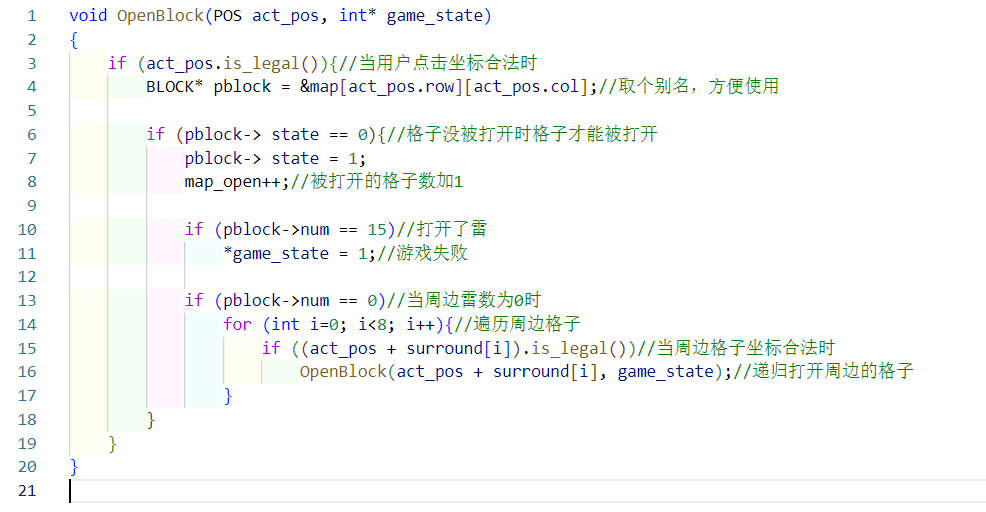 1 void OpenBlock(POS act_pos, int* game_state)
2 {
3 if (act_pos.is_legal()){//当用户点击坐标合法时
4 BLOCK* pblock = &map[act_pos.row][act_pos.col];//取个别名，方便使用
5
6 if (pblock-> state == 0){//格子没被打开时格子才能被打开
7 pblock-> state = 1;
8 map_open++;//被打开的格子数加1
9
10 if (pblock->num == 15)//打开了雷
11 *game_state = 1;//游戏失败
12
13 if (pblock->num == 0)//当周边雷数为0时
14 for (int i=0; i<8; i++){//遍历周边格子
15 if ((act_pos + surround[i]).is_legal())//当周边格子坐标合法时
16 OpenBlock(act_pos + surround[i], game_state);//递归打开周边的格子
17 }
18 }
19 }
20 }
21